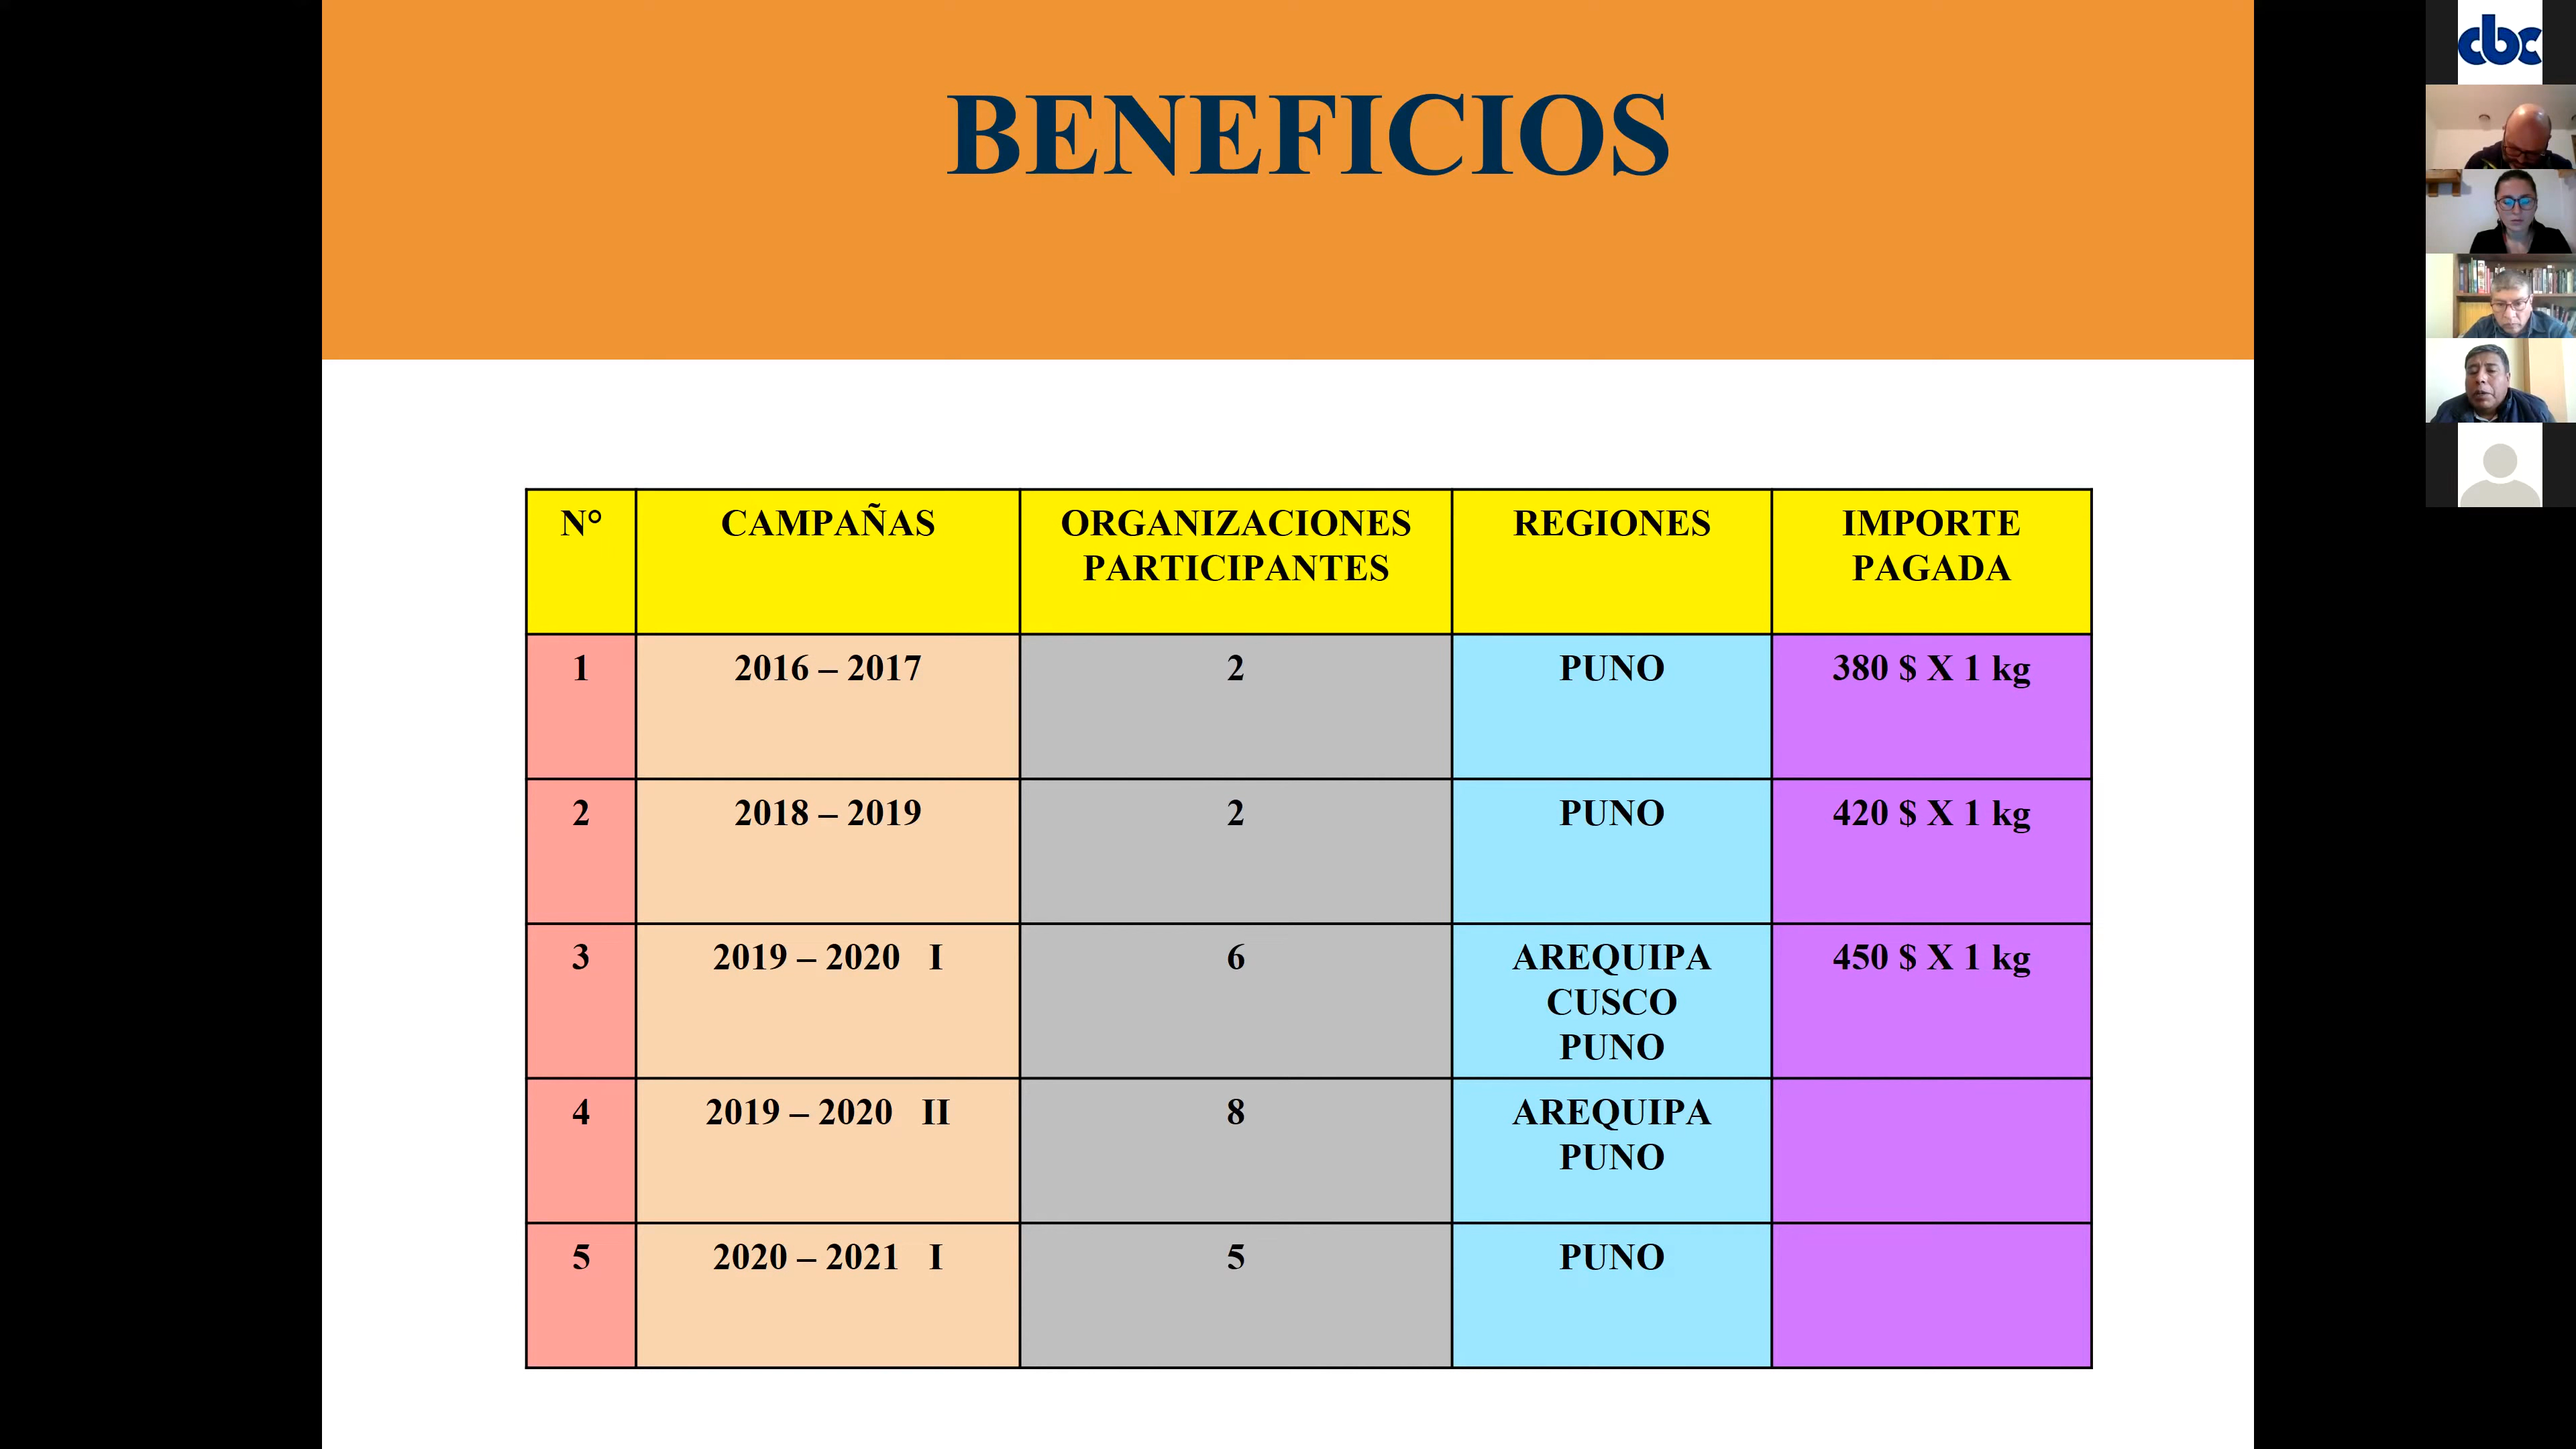 BENEFICIOS
cbc
N° CAMPAÑAS ORGANIZACIONES PARTICIPANTES REGIONES IMPORTE PAGADA
1 2016 – 2017 2 PUNO 380 $ X 1 kg
2 2018 – 2019 2 PUNO 420 $ X 1 kg
3 2019 – 2020 I 6 AREQUIPA CUSCO PUNO 450 $ X 1 kg
4 2019 – 2020 II 8 AREQUIPA PUNO
5 2020 – 2021 I 5 PUNO